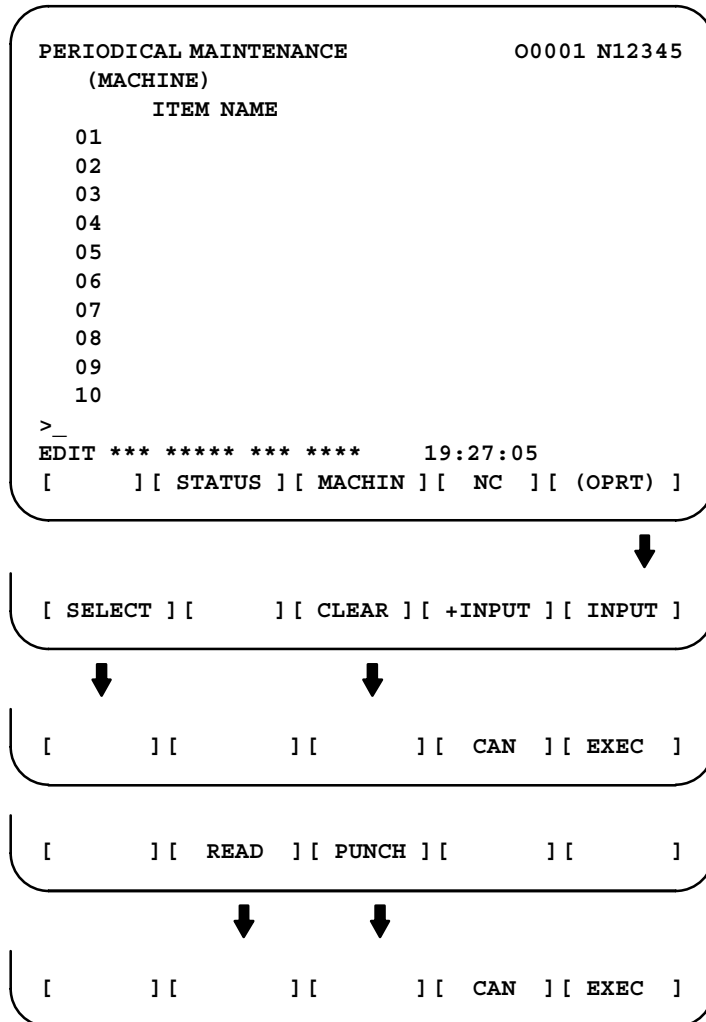 PERIODICAL MAINTENANCE O0001 N12345
(MACHINE)
ITEM NAME
01
02
03
04
05
06
07
08
09
10
>_
EDIT *** ***** *** **** 19:27:05
[ ][ STATUS ][ MACHIN ][ NC ][ (OPRT) ]
[ SELECT ][ ][ CLEAR ][ +INPUT ][ INPUT ]
[ ][ ][ ][ CAN ][ EXEC ]
[ ][ READ ][ PUNCH ][ ][ ]
[ ][ ][ ][ CAN ][ EXEC ]